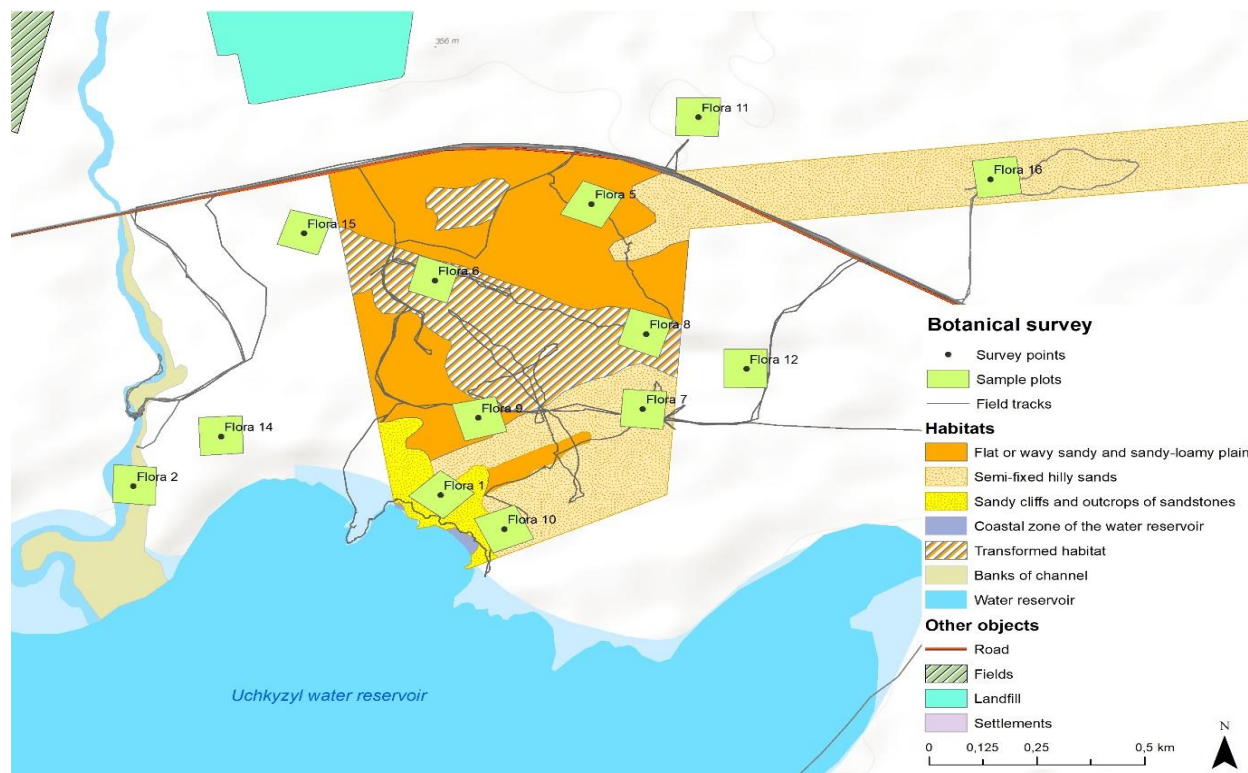 356 m
Flora 11
Flora 16
Flora 5
Flora 15
Flora 6
Flora 8
Flora 12
Flora 7
Flora 9
Flora 14
Flora 2
Flora 1
Flora 10
Uchkyzyl water reservoir
Botanical survey
Survey points
Sample plots
Field tracks
Habitats
Flat or wavy sandy and sandy-loamy plain
Semi-fixed hilly sands
Sandy cliffs and outcrops of sandstones
Coastal zone of the water reservoir
Transformed habitat
Banks of channel
Water reservoir
Other objects
Road
Fields
Landfill
Settlements
N
0 0,125 0,25 0,5 km